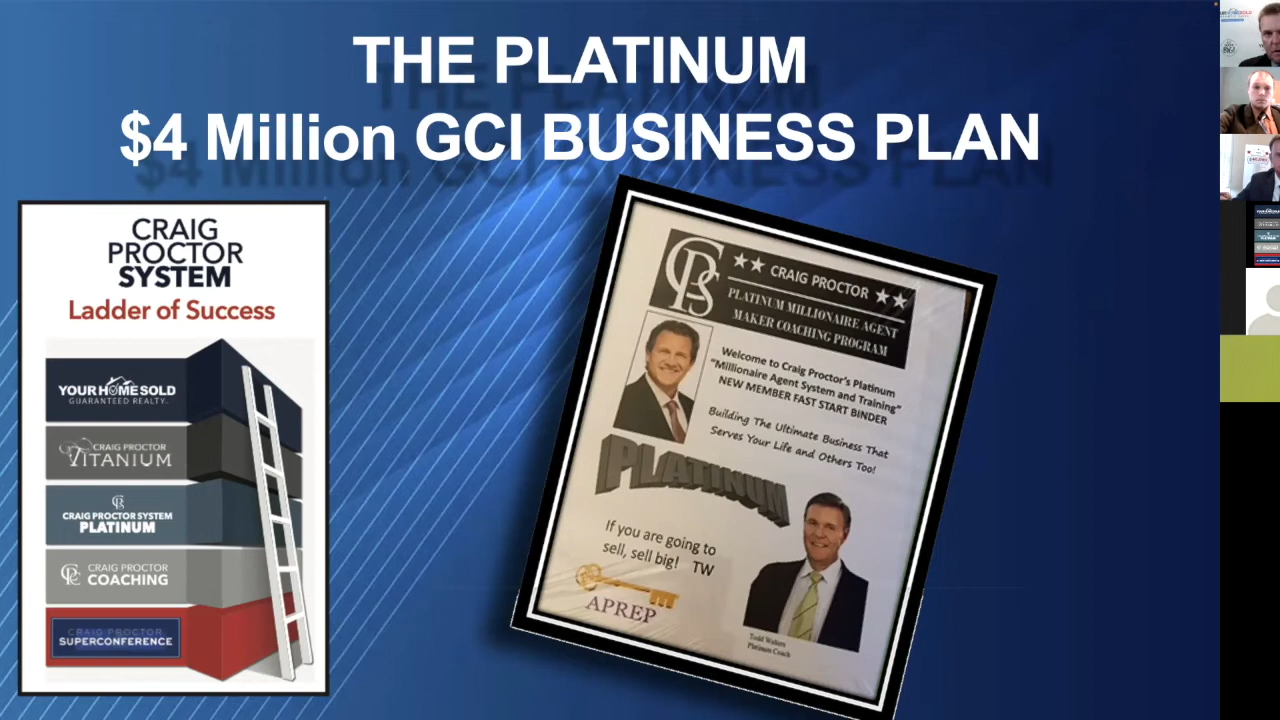 THE PLATINUM
$4 Million GCI BUSINESS PLAN
CRAIG
PROCTOR
SYSTEM
Ladder of Success
YOUR HOME SOLD
GUARANTEED REALTY
CRAIG PROCTOR
TITANIUM
CRAIG PROCTOR SYSTEM
PLATINUM
CRAIG PROCTOR
COACHING
CRAIG PROCTOR
SUPERCONFERENCE
CPS
CRAIG PROCTOR
PLATINUM MILLIONAIRE AGENT
MAKER COACHING PROGRAM
Welcome to Craig Proctor's Platinum
"Millionaire Agent System and Training"
NEW MEMBER FAST START BINDER
Building The Ultimate Business That
Serves Your Life and Others Too!
PLATINUM
If you are going to
sell, sell big! TW
APREP
Todd Walters
Platinum Coach